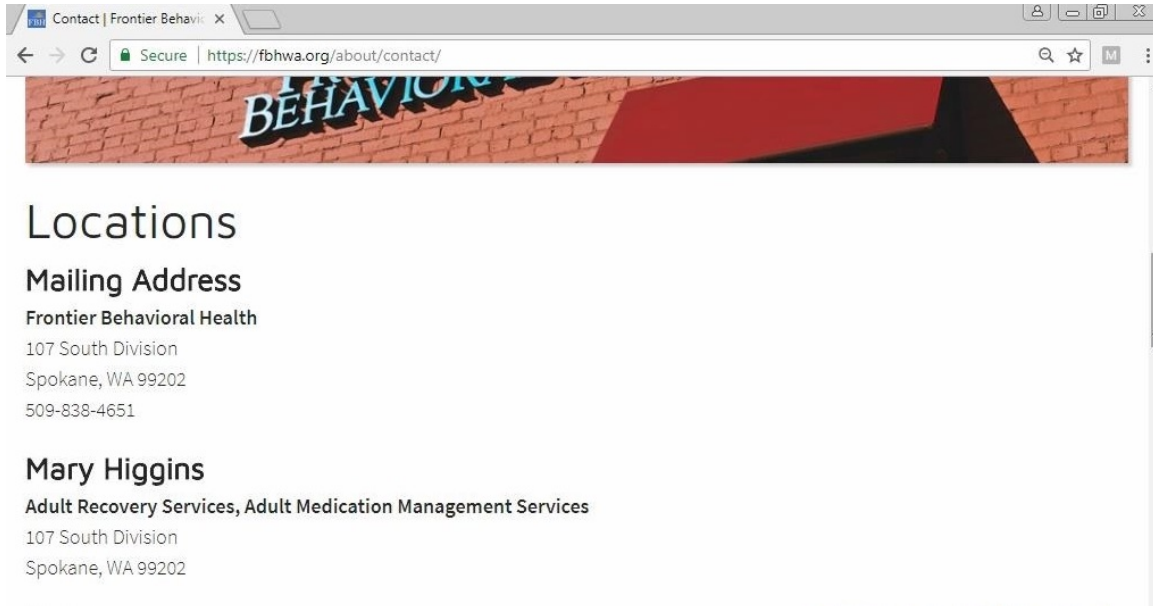 Contact | Frontier Behavi
Secure | https://fbhwa.org/about/contact/
M
BEHAVIORA
Locations
Mailing Address
Frontier Behavioral Health
107 South Division
Spokane, WA 99202
509-838-4651
Mary Higgins
Adult Recovery Services, Adult Medication Management Services
107 South Division
Spokane, WA 99202